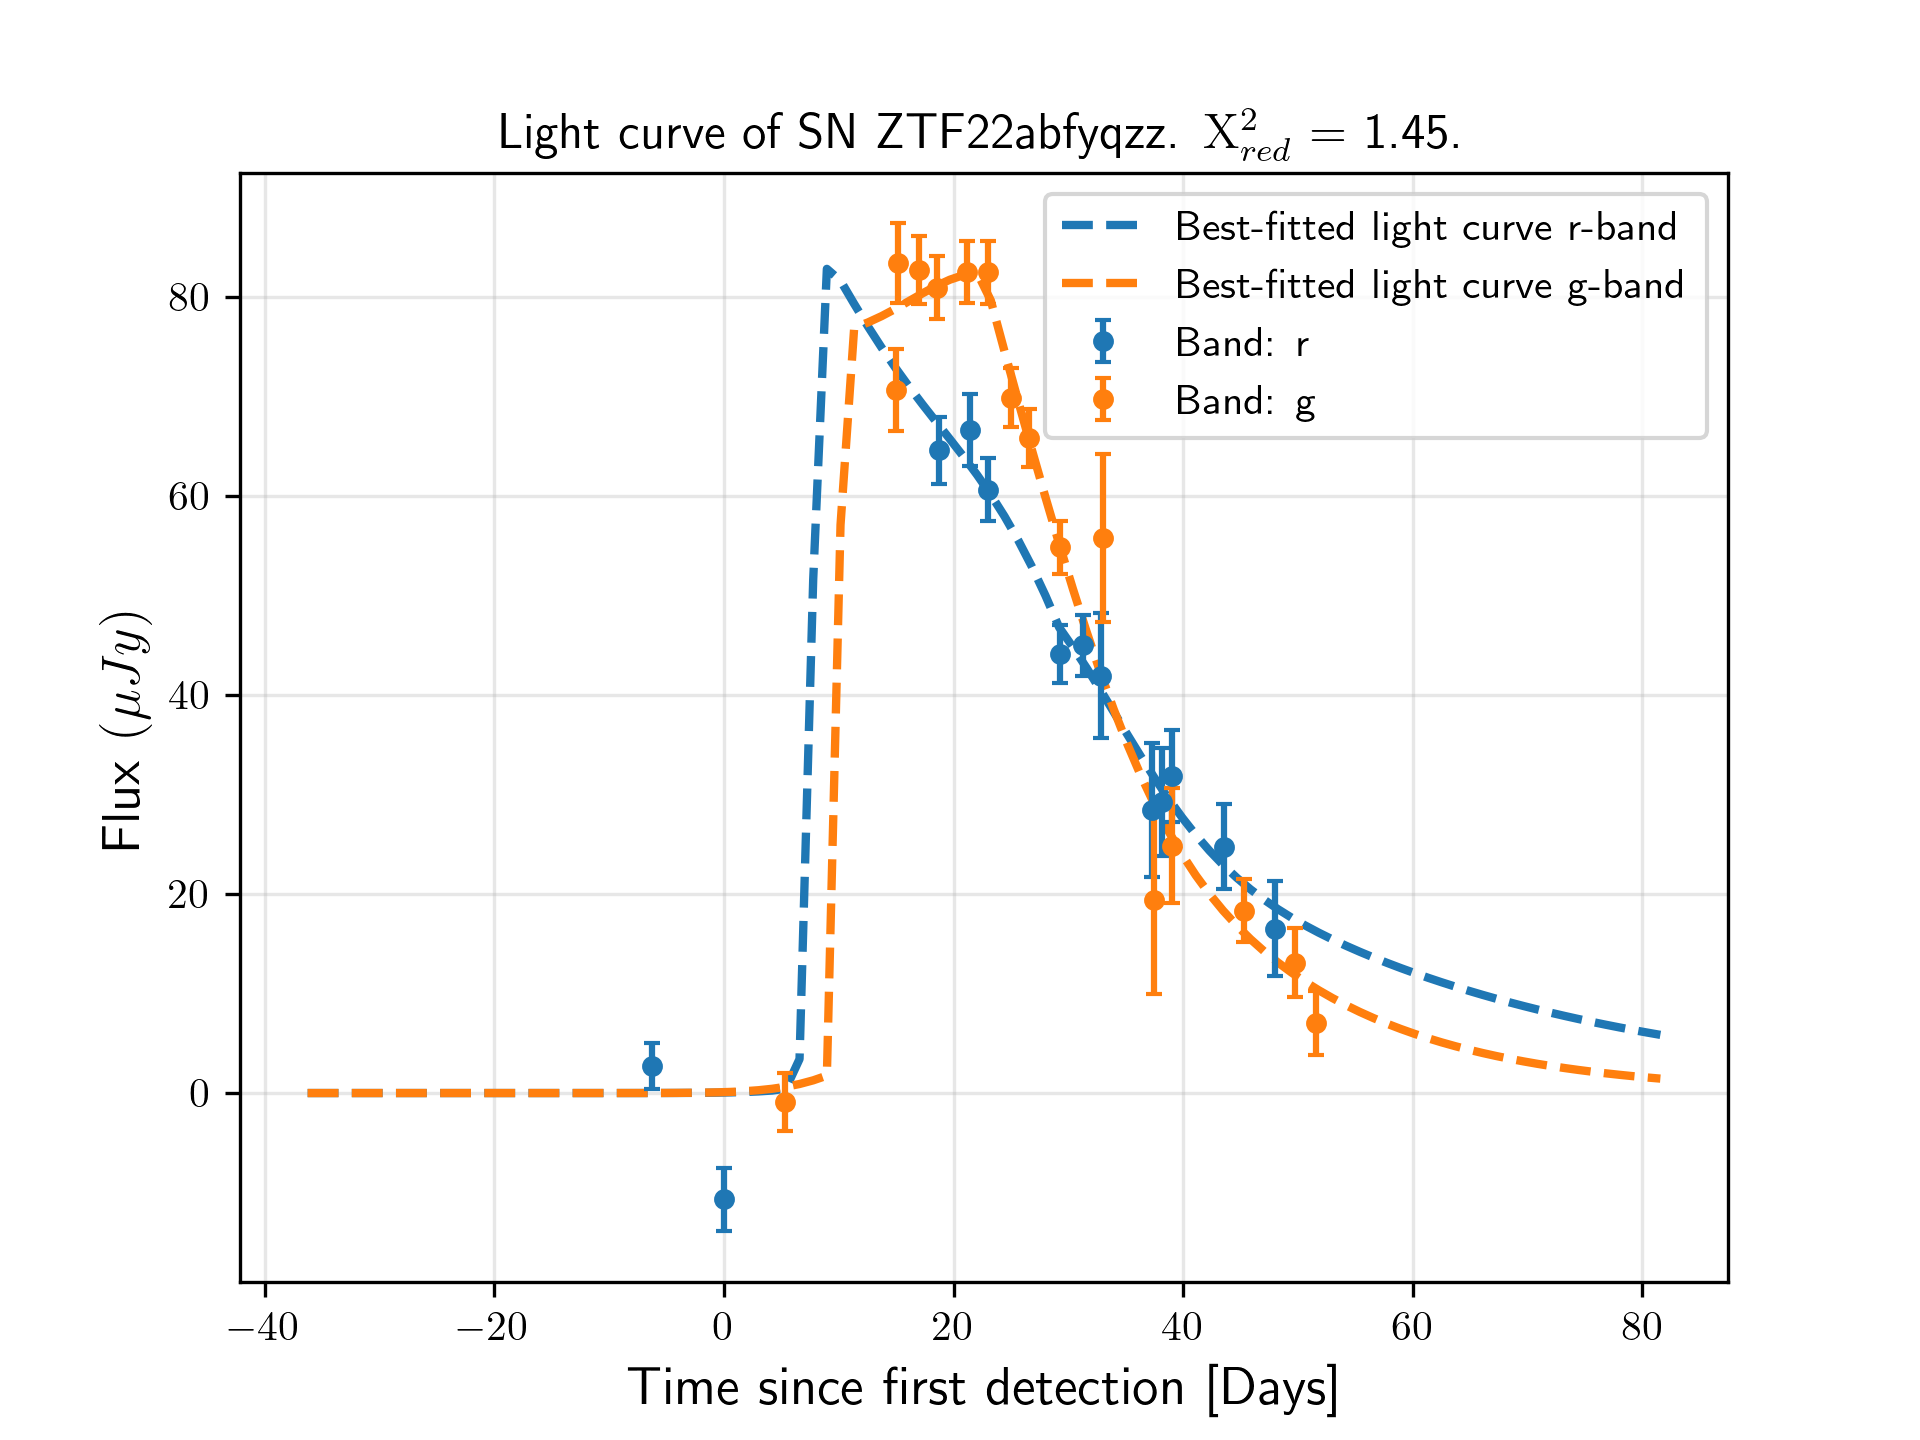 Light curve of SN ZTF22abfyqzz. X²_red = 1.45.
Best-fitted light curve r-band
Best-fitted light curve g-band
Band: r
Band: g
Flux (μJy)
80
60
40
20
0
−40 −20 0 20 40 60 80
Time since first detection [Days]